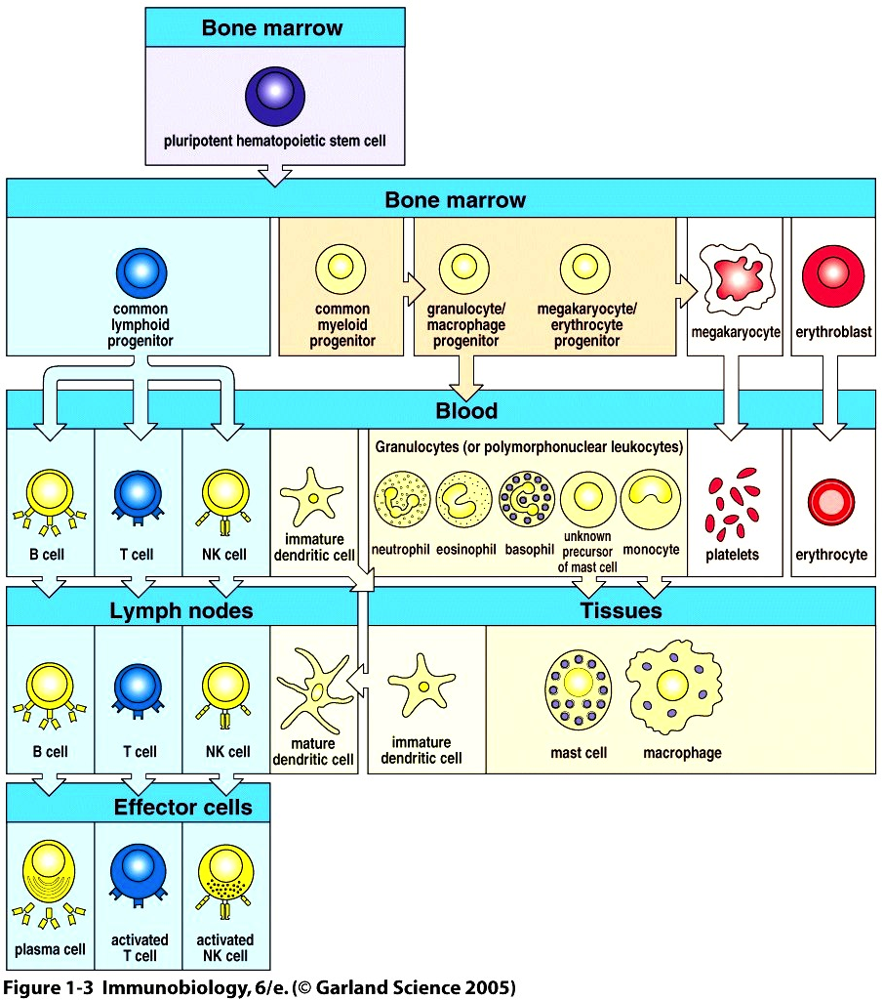 Bone marrow
pluripotent hematopoietic stem cell
Bone marrow
common
lymphoid
progenitor
common
myeloid
progenitor
granulocyte/
macrophage
progenitor
megakaryocyte/
erythrocyte
progenitor
megakaryocyte
erythroblast
Blood
Granulocytes (or polymorphonuclear leukocytes)
B cell
T cell
NK cell
immature
dendritic cell
neutrophil
eosinophil
basophil
unknown
precursor
of mast cell
monocyte
platelets
erythrocyte
Lymph nodes
Tissues
B cell
T cell
NK cell
mature
dendritic cell
immature
dendritic cell
mast cell
macrophage
Effector cells
plasma cell
activated
T cell
activated
NK cell
Figure 1-3 Immunobiology, 6/e. (© Garland Science 2005)